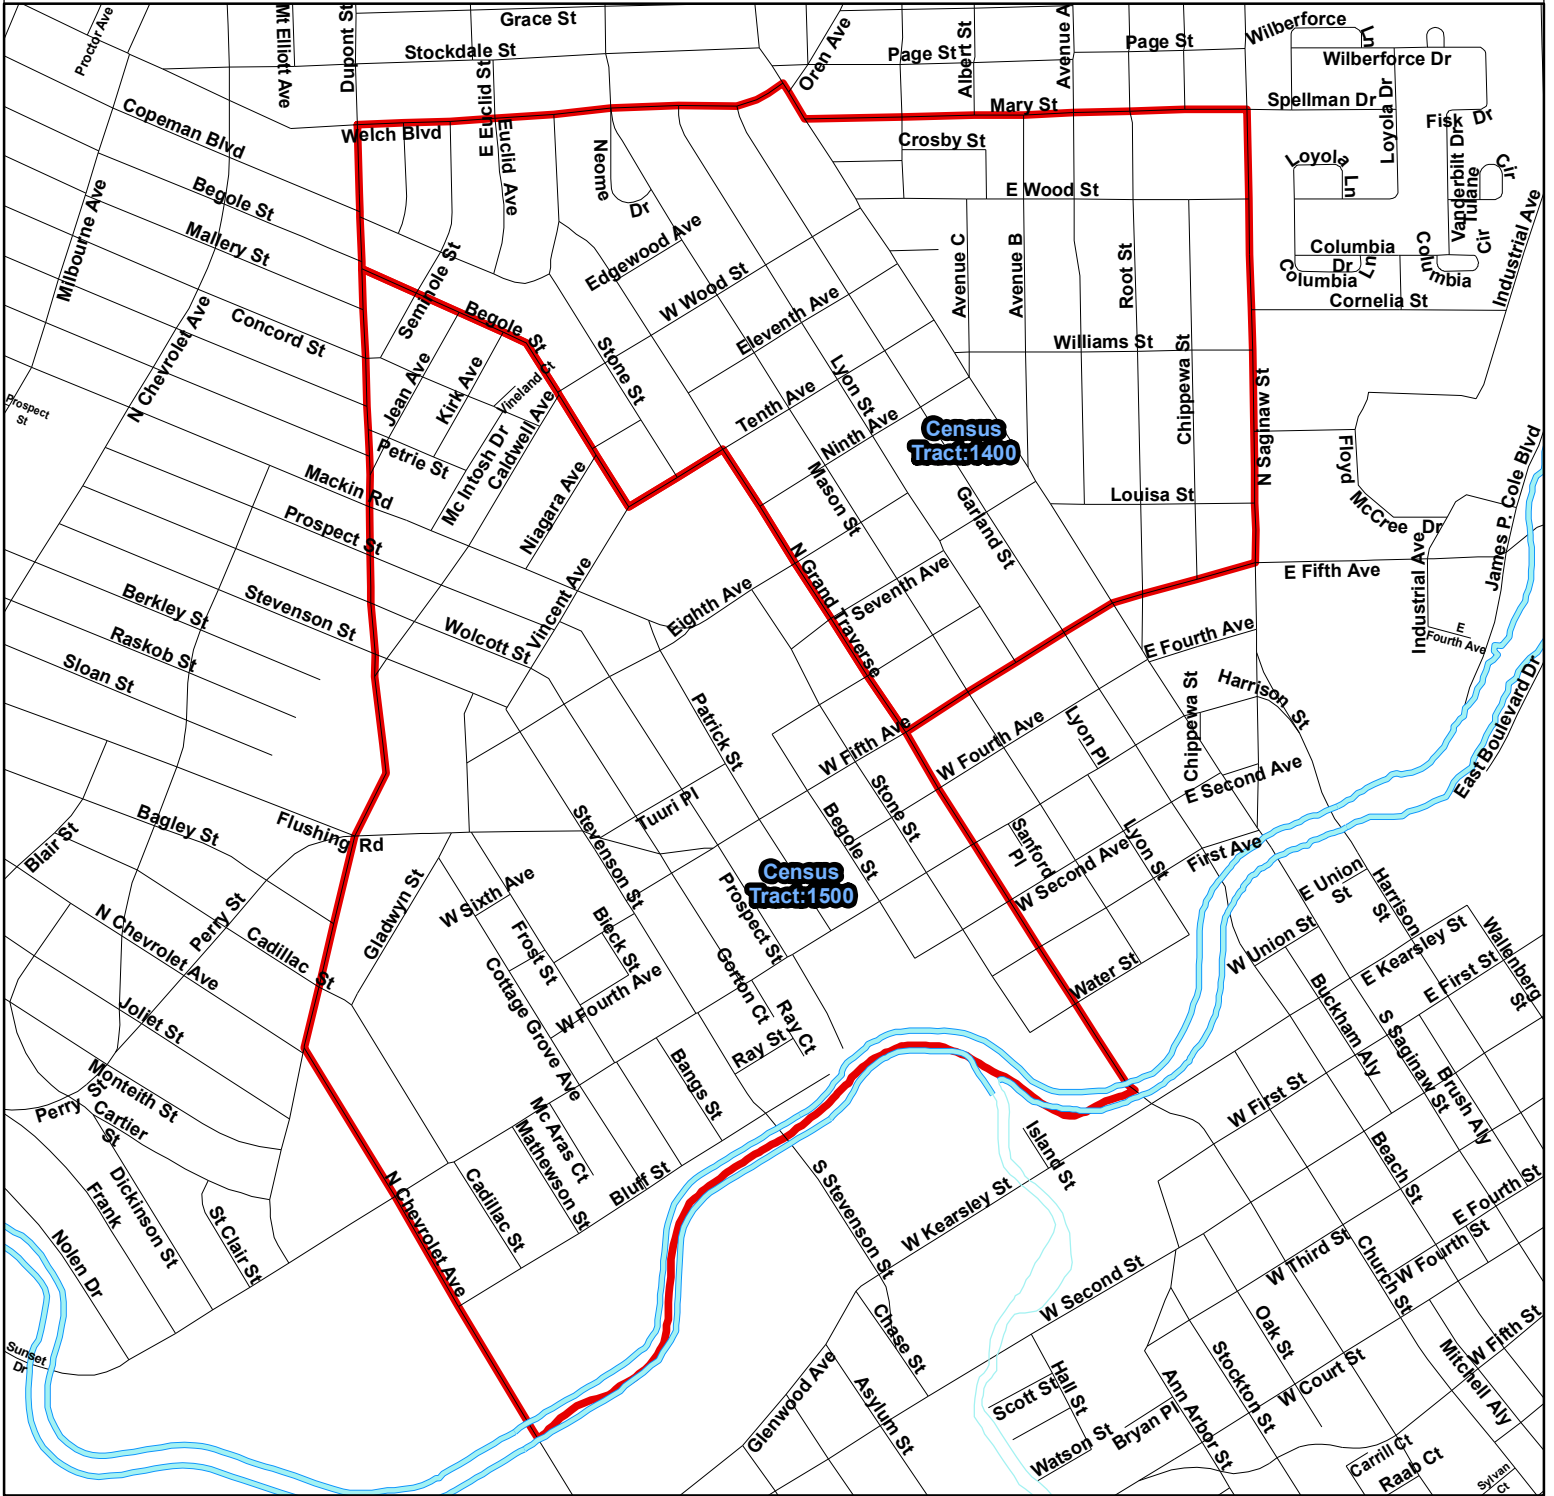 Proctor Ave
Mt Elliott Ave
Dupont St
Grace St
Stockdale St
E Euclid St
Oren Ave
Page St
Albert St
Avenue A
Page St
Wilberforce
Ln
Wilberforce Dr
Spellman Dr
Loyola Dr
Fisk Dr
Copeman Blvd
Welch Blvd
Euclid Ave
Neome
Dr
Mary St
Crosby St
E Wood St
Loyola
Ln
Vanderbilt Dr
Tulane
Cir
Cir
Industrial Ave
Milbourne Ave
Begole St
Mallery St
Seminole St
Edgewood Ave
W Wood St
Avenue C
Avenue B
Root St
Columbia
Dr
Ln
Columbia
Columbia
Cornelia St
N Chevrolet Ave
Concord St
Begole St
Stone St
Eleventh Ave
Williams St
Chippewa St
N Saginaw St
Prospect
St
Jean Ave
Kirk Ave
Vineland Ct
Caldwell Ave
Mc Intosh Dr
Petrie St
Lyon St
Tenth Ave
Ninth Ave
Census
Tract:1400
Floyd
McCree Dr
James P. Cole Blvd
Mackin Rd
Niagara Ave
Mason St
Garland St
Louisa St
Prospect St
N Grand Traverse
E Fifth Ave
Industrial Ave
Berkley St
Stevenson St
Vincent Ave
Eighth Ave
Seventh Ave
Raskob St
Wolcott St
E Fourth Ave
E
Fourth Ave
Sloan St
Patrick St
Chippewa St
Harrison St
East Boulevard Dr
W Fifth Ave
W Fourth Ave
Lyon Pl
E Second Ave
Blair St
Bagley St
Flushing Rd
Stevenson St
Tuuri Pl
Begole St
Stone St
Sanford
Pl
Lyon St
First Ave
Census
Tract:1500
W Second Ave
E Union
St
Harrison
St
Perry St
N Chevrolet Ave
Cadillac St
Gladwyn St
W Sixth Ave
Frost St
Bieck St
Prospect St
Gorton Ct
W Union St
E Kearsley St
E First St
Wallenberg
St
Joliet St
Cottage Grove Ave
W Fourth Ave
Ray St
Ray Ct
Water St
Buckham Aly
S Saginaw St
Brush Aly
Monteith St
Perry St
Cartier
St
Bangs St
Mc Aras Ct
Mathewson St
Bluff St
Island St
W First St
Beach St
Frank
Dickinson St
St Clair St
N Chevrolet Ave
Cadillac St
S Stevenson St
W Kearsley St
E Fourth St
Nolen Dr
W Second St
W Third St
Church St
W Fourth St
Sunset
Dr
Chase St
Oak St
W Fifth St
Mitchell Aly
Glenwood Ave
Asylum St
Hall St
Scott St
Watson St
Bryan Pl
Ann Arbor St
Stockton St
W Court St
Carrill Ct
Raab Ct
Sylvan
Ct